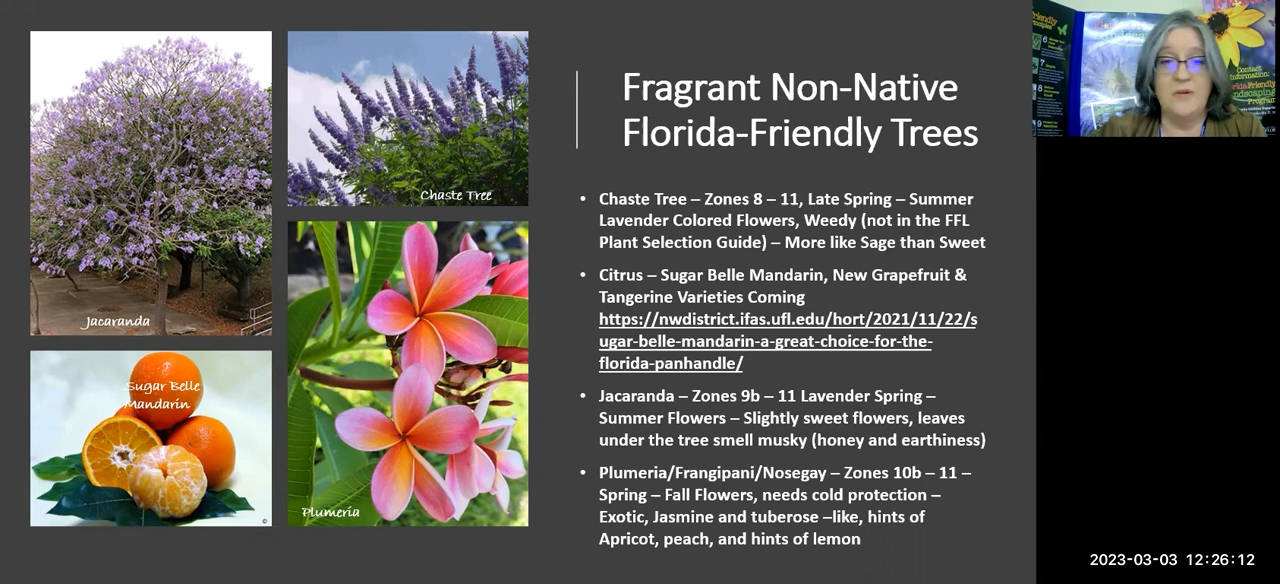 Fragrant Non-Native
Florida-Friendly Trees
• Chaste Tree – Zones 8 – 11, Late Spring – Summer
Lavender Colored Flowers, Weedy (not in the FFL
Plant Selection Guide) – More like Sage than Sweet
• Citrus – Sugar Belle Mandarin, New Grapefruit &
Tangerine Varieties Coming
https://nwdistrict.ifas.ufl.edu/hort/2021/11/22/s
ugar-belle-mandarin-a-great-choice-for-the-
florida-panhandle/
• Jacaranda – Zones 9b – 11 Lavender Spring –
Summer Flowers – Slightly sweet flowers, leaves
under the tree smell musky (honey and earthiness)
• Plumeria/Frangipani/Nosegay – Zones 10b – 11 –
Spring – Fall Flowers, needs cold protection –
Exotic, Jasmine and tuberose –like, hints of
Apricot, peach, and hints of lemon
Jacaranda
Chaste Tree
Sugar Belle
Mandarin
©
Plumeria
6
7
8
9
Contact
Information:
2023-03-03 12:26:12